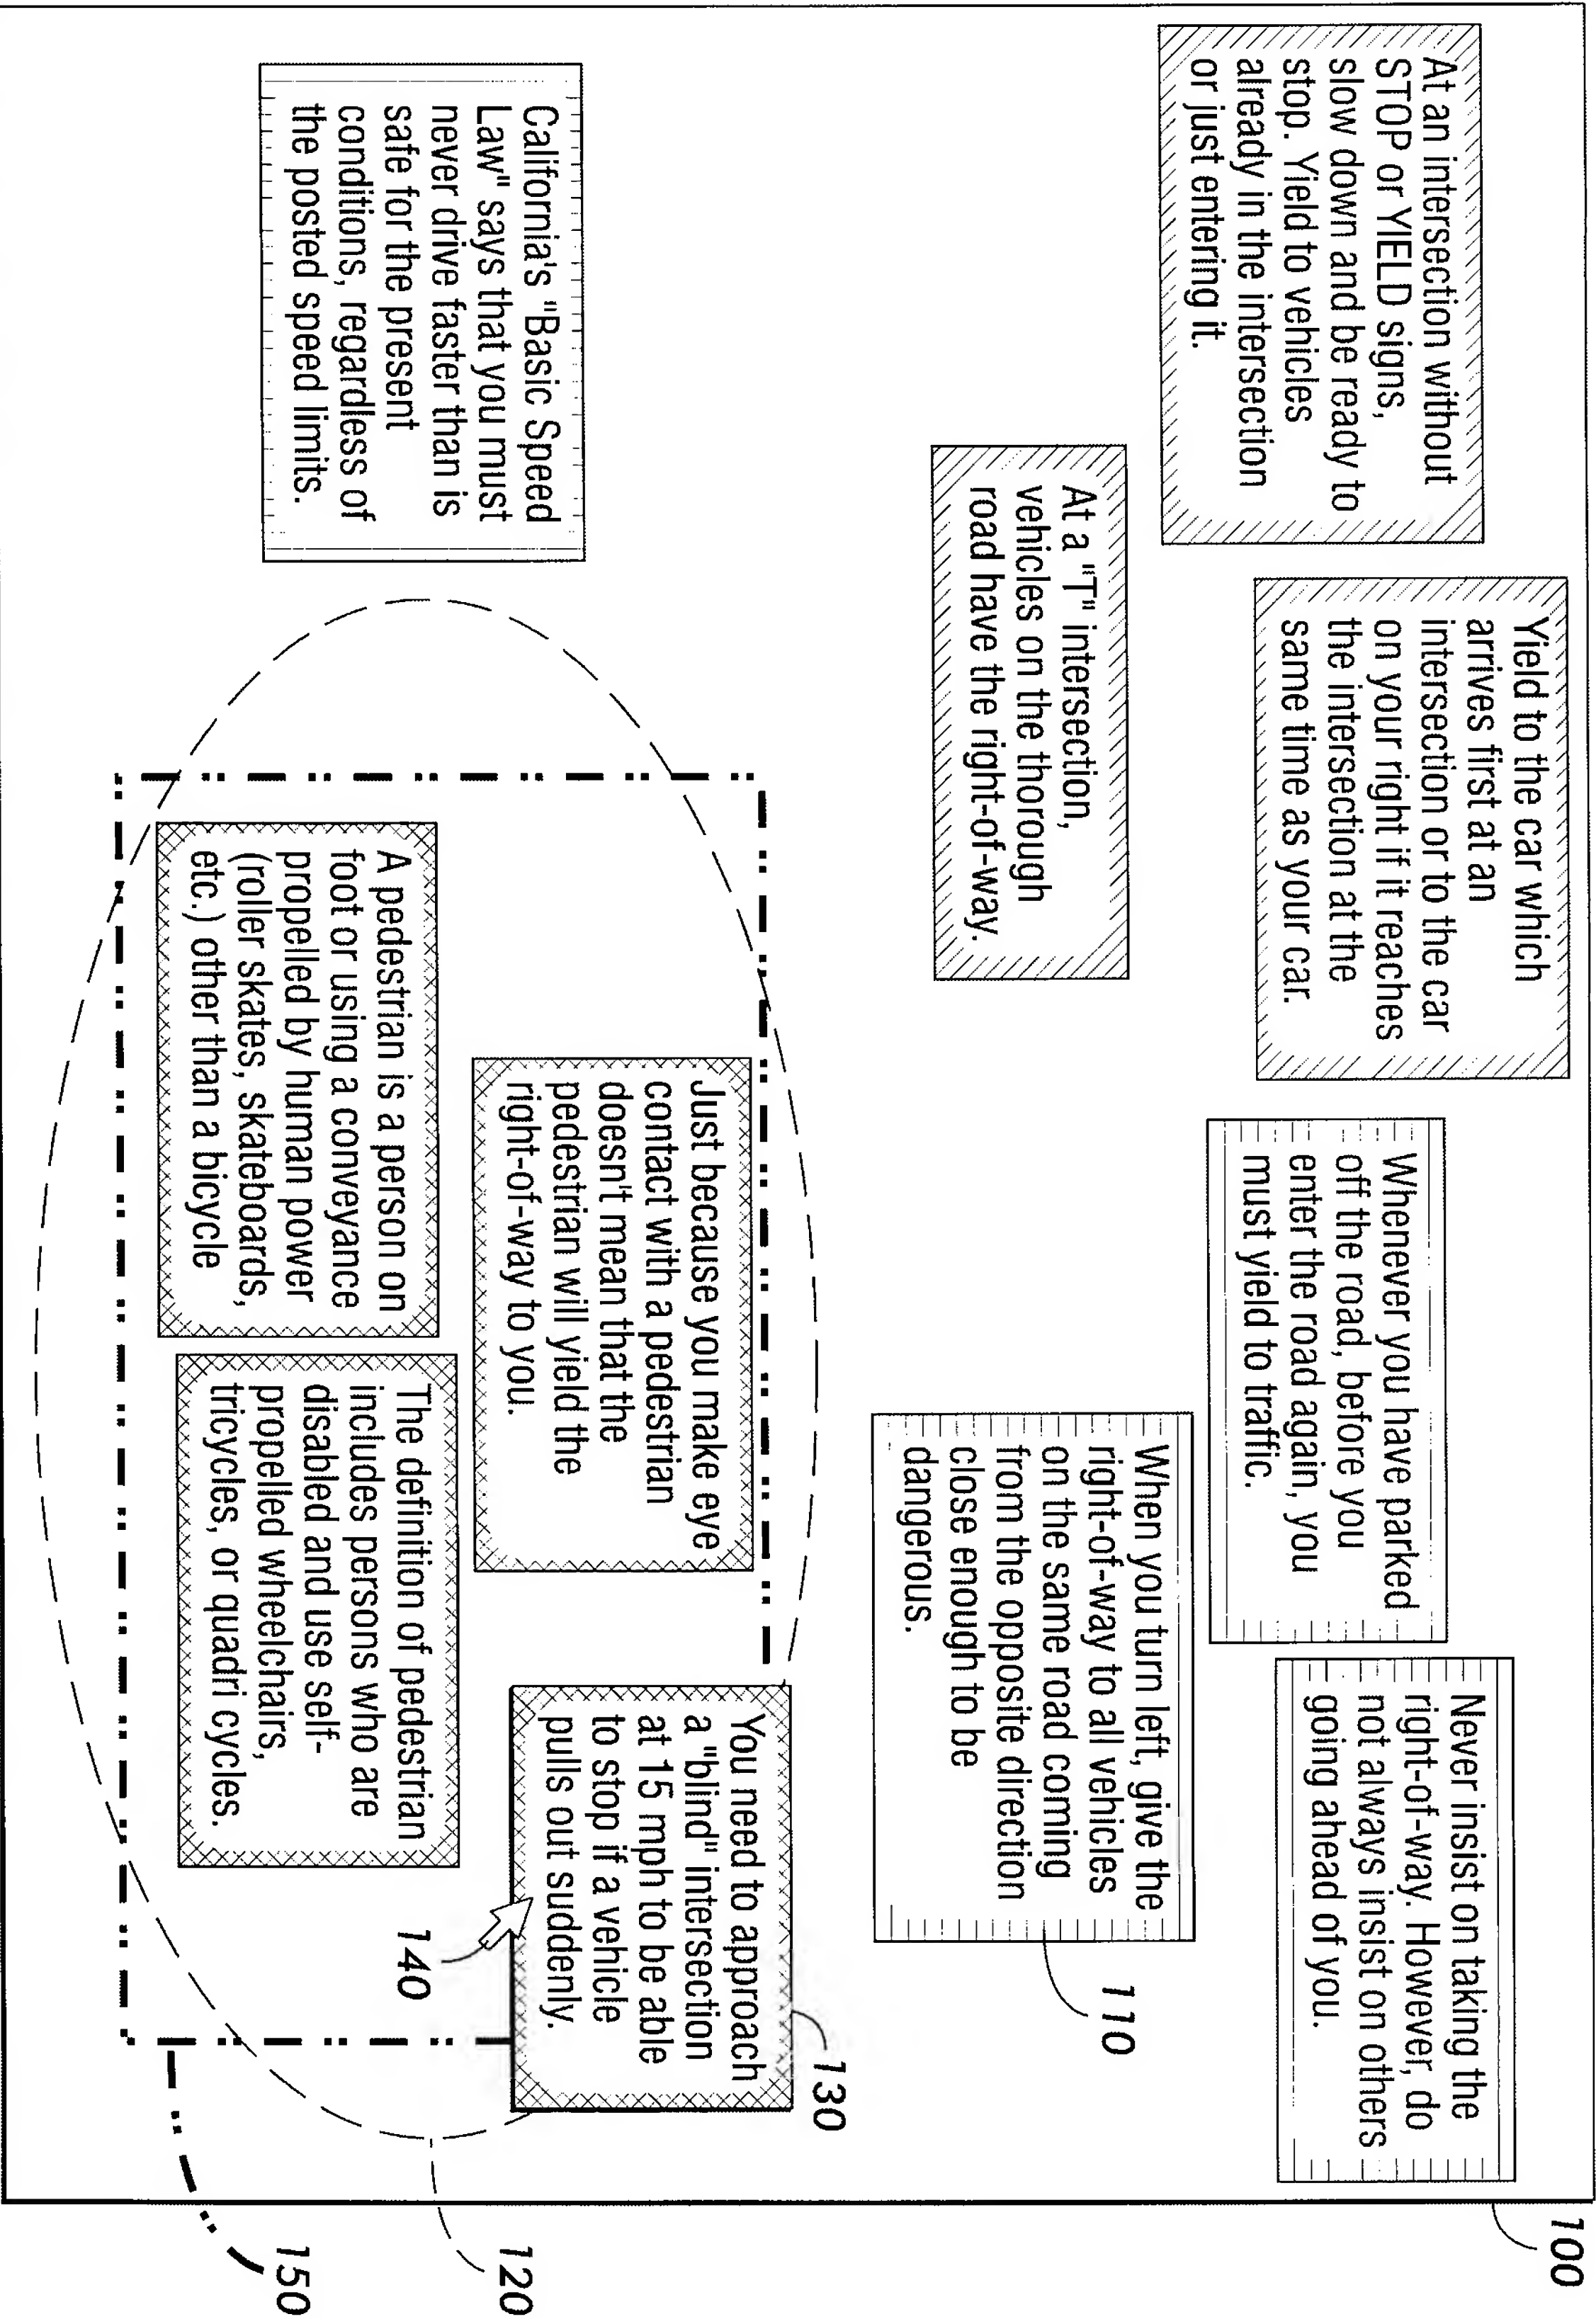 At an intersection without
STOP or YIELD signs,
slow down and be ready to
stop. Yield to vehicles
already in the intersection
or just entering it.
Yield to the car which
arrives first at an
intersection or to the car
on your right if it reaches
the intersection at the
same time as your car.
Whenever you have parked
off the road, before you
enter the road again, you
must yield to traffic.
Never insist on taking the
right-of-way. However, do
not always insist on others
going ahead of you.
100
At a "T" intersection,
vehicles on the thorough
road have the right-of-way.
When you turn left, give the
right-of-way to all vehicles
on the same road coming
from the opposite direction
close enough to be
dangerous.
110
California's "Basic Speed
Law" says that you must
never drive faster than is
safe for the present
conditions, regardless of
the posted speed limits.
Just because you make eye
contact with a pedestrian
doesn't mean that the
pedestrian will yield the
right-of-way to you.
You need to approach
a "blind" intersection
at 15 mph to be able
to stop if a vehicle
pulls out suddenly.
130
140
A pedestrian is a person on
foot or using a conveyance
propelled by human power
(roller skates, skateboards,
etc.) other than a bicycle
The definition of pedestrian
includes persons who are
disabled and use self-
propelled wheelchairs,
tricycles, or quadri cycles.
120
150